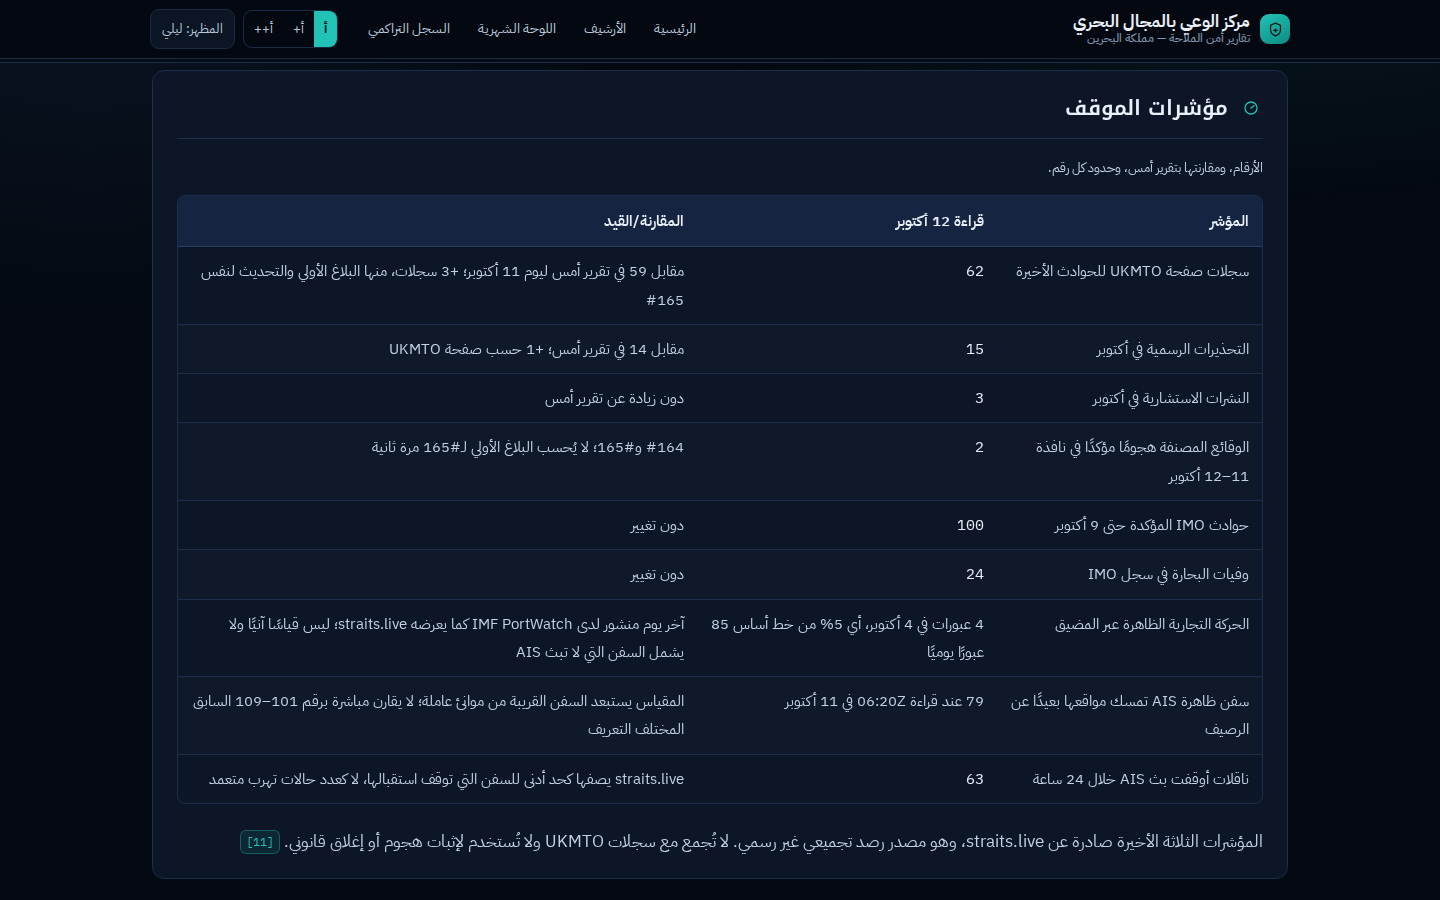 مركز الوعي بالمجال البحري
تقارير أمن الملاحة — مملكة البحرين
الرئيسية
الأرشيف
اللوحة الشهرية
السجل التراكمي
أ
أ+
أ++
المظهر: ليلي
مؤشرات الموقف
الأرقام، ومقارنتها بتقرير أمس، وحدود كل رقم.
المؤشر
قراءة 12 أكتوبر
المقارنة/القيد
سجلات صفحة UKMTO للحوادث الأخيرة
62
مقابل 59 في تقرير أمس ليوم 11 أكتوبر؛ +3 سجلات، منها البلاغ الأولي والتحديث لنفس
#165
التحذيرات الرسمية في أكتوبر
15
مقابل 14 في تقرير أمس؛ +1 حسب صفحة UKMTO
النشرات الاستشارية في أكتوبر
3
دون زيادة عن تقرير أمس
الوقائع المصنفة هجومًا مؤكدًا في نافذة
11–12 أكتوبر
2
#164 و#165؛ لا يُحسب البلاغ الأولي لـ#165 مرة ثانية
حوادث IMO المؤكدة حتى 9 أكتوبر
100
دون تغيير
وفيات البحارة في سجل IMO
24
دون تغيير
الحركة التجارية الظاهرة عبر المضيق
4 عبورات في 4 أكتوبر، أي 5% من خط أساس 85
عبورًا يوميًا
آخر يوم منشور لدى IMF PortWatch كما يعرضه straits.live؛ ليس قياسًا آنيًا ولا
يشمل السفن التي لا تبث AIS
سفن ظاهرة AIS تمسك مواقعها بعيدًا عن
الرصيف
79 عند قراءة 06:20Z في 11 أكتوبر
المقياس يستبعد السفن القريبة من موانئ عاملة؛ لا يقارن مباشرة برقم 101–109 السابق
المختلف التعريف
ناقلات أوقفت بث AIS خلال 24 ساعة
63
straits.live يصفها كحد أدنى للسفن التي توقف استقبالها، لا كعدد حالات تهرب متعمد
المؤشرات الثلاثة الأخيرة صادرة عن straits.live، وهو مصدر رصد تجميعي غير رسمي. لا تُجمع مع سجلات UKMTO ولا تُستخدم لإثبات هجوم أو إغلاق قانوني. [11]